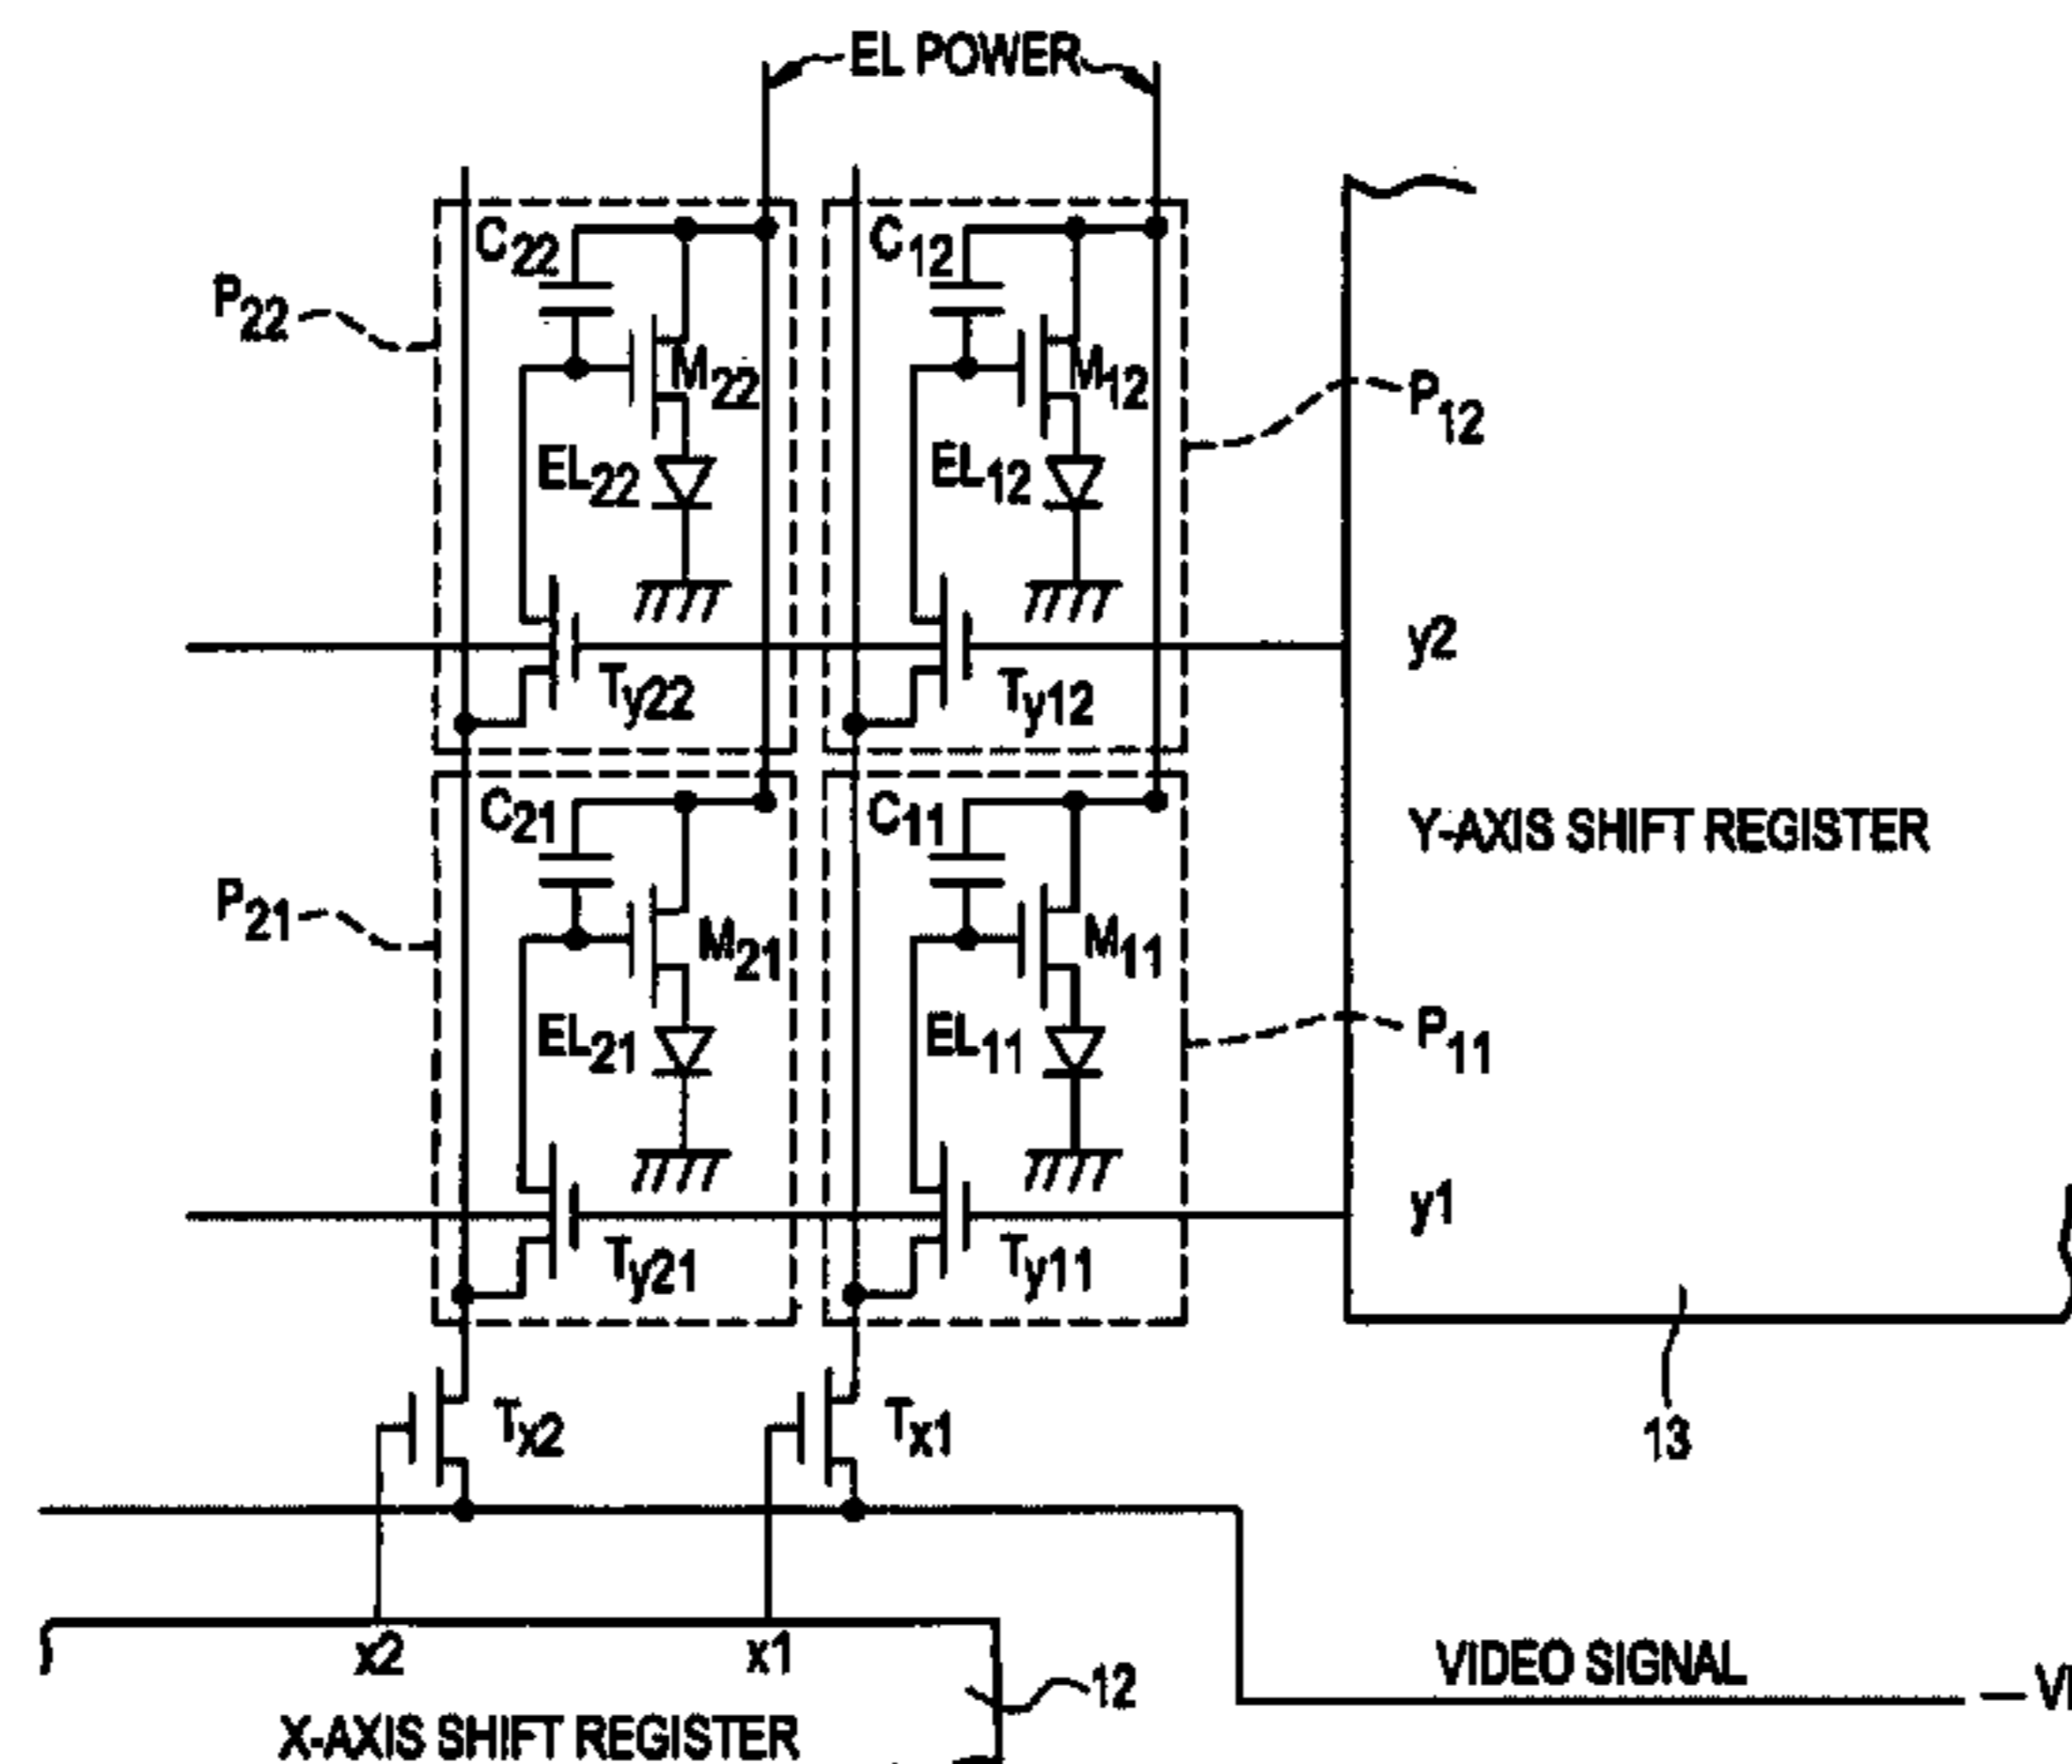 EL POWER
C22
C12
P22
M22
M12
P12
EL22
EL12
y2
Ty22
Ty12
C21
C11
Y-AXIS SHIFT REGISTER
P21
M21
M11
EL21
EL11
P11
y1
Ty21
Ty11
Tx2
Tx1
13
x2
x1
VIDEO SIGNAL
12
X-AXIS SHIFT REGISTER